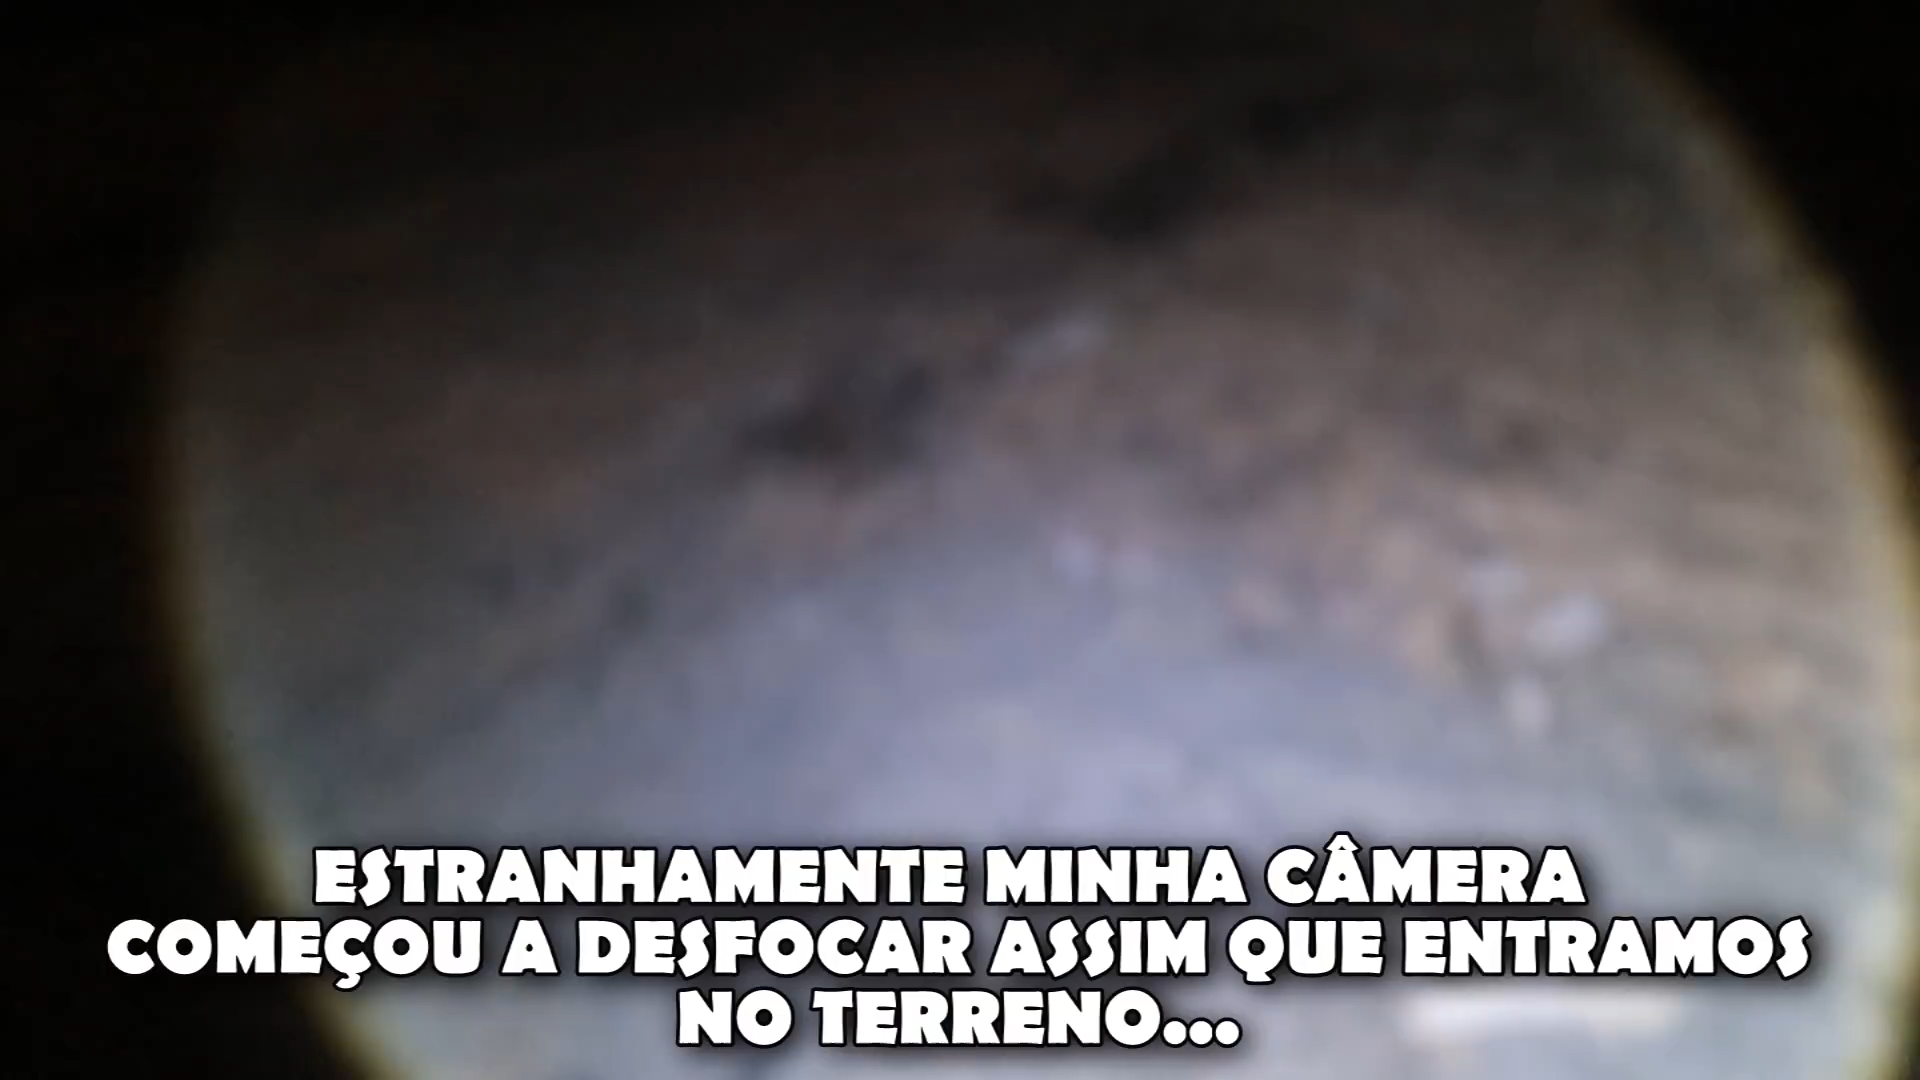 ESTRANHAMENTE MINHA CÂMERA
COMEÇOU A DESFOCAR ASSIM QUE ENTRAMOS
NO TERRENO...